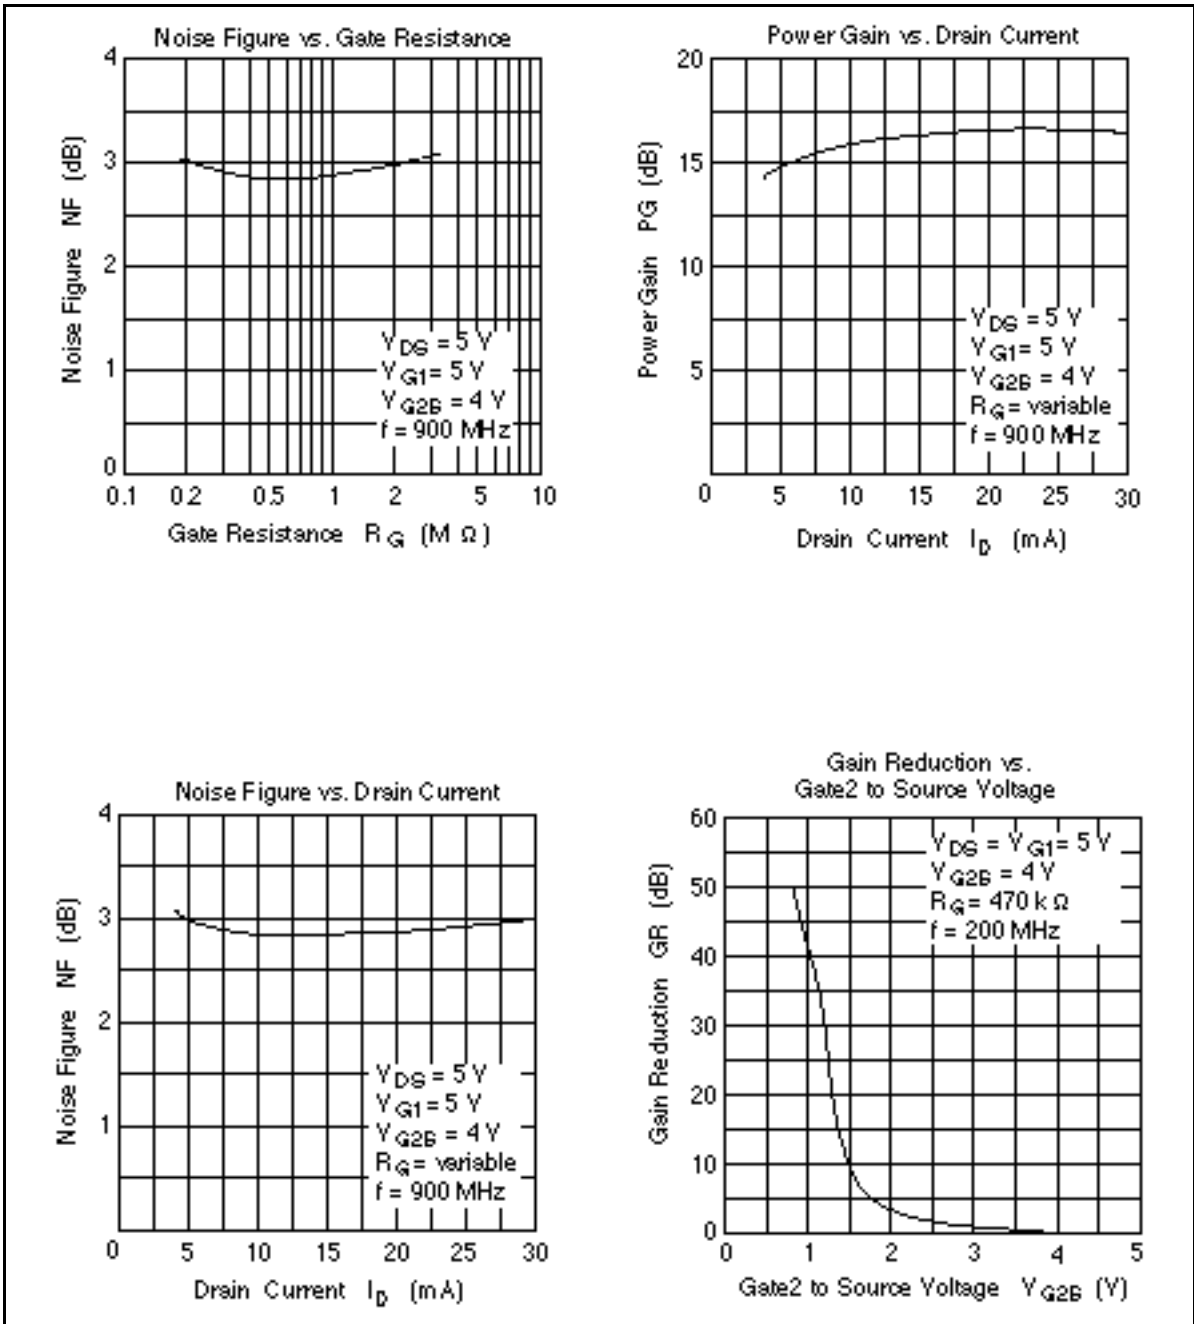 Noise Figure vs. Gate Resistance
4
3
2
1
0
Noise Figure NF (dB)
V DS = 5 V
V G1 = 5 V
V G2S = 4 V
f = 900 MHz
0.1 0.2 0.5 1 2 5 10
Gate Resistance R G (M Ω)
Power Gain vs. Drain Current
20
15
10
5
Power Gain PG (dB)
V DS = 5 V
V G1 = 5 V
V G2S = 4 V
R G = variable
f = 900 MHz
0 5 10 15 20 25 30
Drain Current I D (mA)
Noise Figure vs. Drain Current
4
3
2
1
Noise Figure NF (dB)
V DS = 5 V
V G1 = 5 V
V G2S = 4 V
R G = variable
f = 900 MHz
0 5 10 15 20 25 30
Drain Current I D (mA)
Gain Reduction vs.
Gate2 to Source Voltage
60
50
40
30
20
10
0
Gain Reduction GR (dB)
V DS = V G1 = 5 V
V G2S = 4 V
R G = 470 k Ω
f = 200 MHz
0 1 2 3 4 5
Gate2 to Source Voltage V G2S (V)